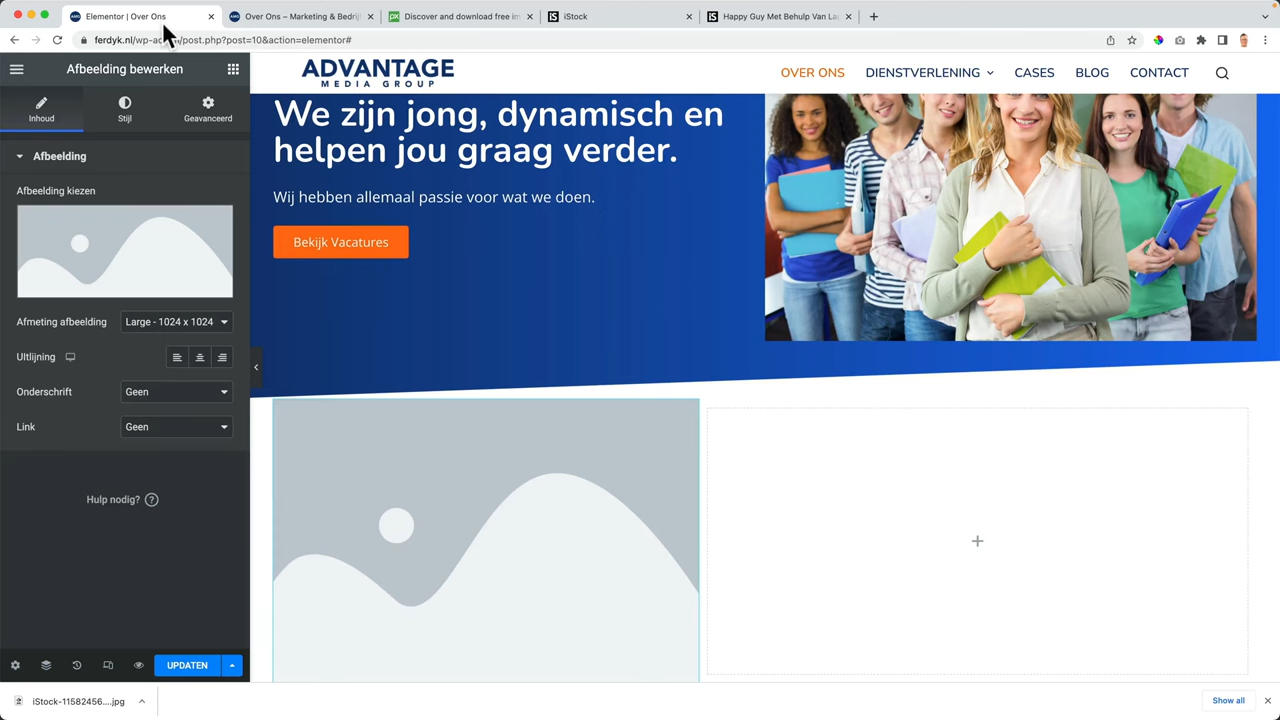 Elementor | Over Ons
Over Ons – Marketing & Bedrij
Discover and download free im
iStock
Happy Guy Met Behulp Van La
ferdyk.nl/wp-ad n/post.php?post=10&action=elementor#
Afbeelding bewerken
ADVANTAGE
MEDIA GROUP
OVER ONS
DIENSTVERLENING
CASES
BLOG
CONTACT
Inhoud
Stijl
Geavanceerd
We zijn jong, dynamisch en
helpen jou graag verder.
Afbeelding
Afbeelding kiezen
Wij hebben allemaal passie voor wat we doen.
Bekijk Vacatures
Afmeting afbeelding
Large - 1024 x 1024
Uitlijning
Onderschrift
Geen
Link
Geen
Hulp nodig?
UPDATEN
iStock-11582456....jpg
Show all